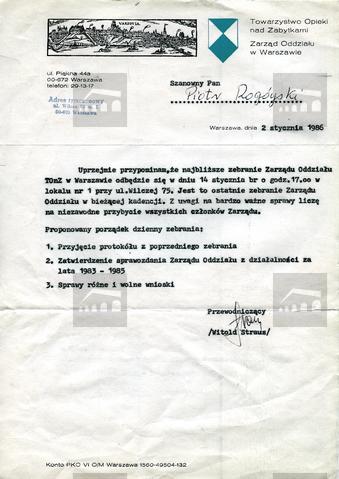 WARSZAWA
Towarzystwo Opieki
nad Zabytkami
Zarząd Oddziału
w Warszawie
ul. Piękna 44a
00-672 Warszawa
telefon: 29-13-17
Adres tymczasowy
00-679 Warszawa
Szanowny Pan
Piotr
Warszawa, dnia 2 stycznia 1986
Uprzejmie przypominam,że najbliższe zebranie Zarządu Oddziału
TOnZ w Warszawie odbędzie się w dniu 14 stycznia br o godz.17.oo w
lokalu nr 1 przy ul.Wilczej 75. Jest to ostatnie zebranie Zarządu
Oddziału w bieżącej kadencji. Z uwagi na bardzo ważne sprawy liczę
na niezawodne przybycie wszystkich członków Zarządu.
Proponowany porządek dzienny zebrania:
1. Przyjęcie protokółu z poprzedniego zebrania
2. Zatwierdzenie sprawozdania Zarządu Oddziału z działalności za
lata 1983 - 1985
3. Sprawy różne i wolne wnioski
Przewodniczący
/Witold Straus/
Konto PKO VI O/M Warszawa 1560-49504-132